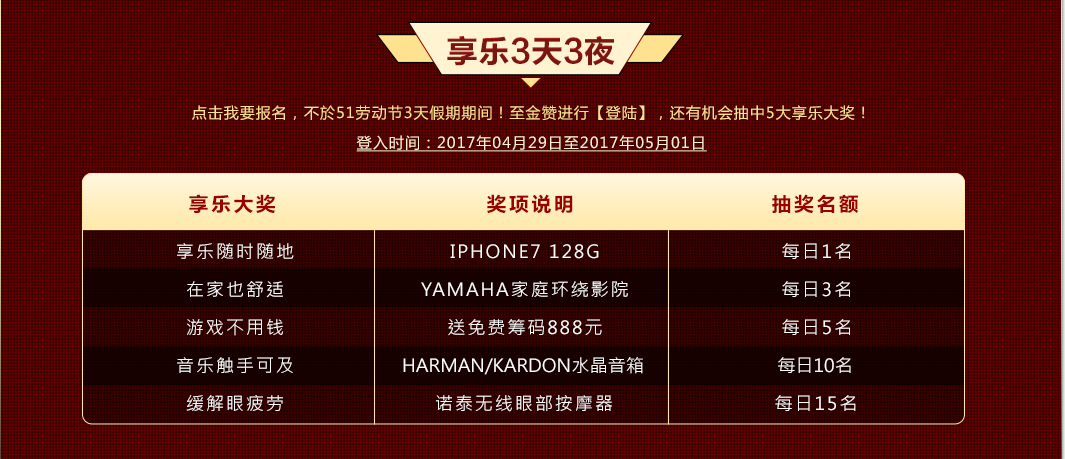 享乐3天3夜
点击我要报名，不於51劳动节3天假期期间！至金赞进行【登陆】，还有机会抽中5大享乐大奖！
登入时间：2017年04月29日至2017年05月01日
享乐大奖 奖项说明 抽奖名额
享乐随时随地 IPHONE7 128G 每日1名
在家也舒适 YAMAHA家庭环绕影院 每日3名
游戏不用钱 送免费筹码888元 每日5名
音乐触手可及 HARMAN/KARDON水晶音箱 每日10名
缓解眼疲劳 诺泰无线眼部按摩器 每日15名